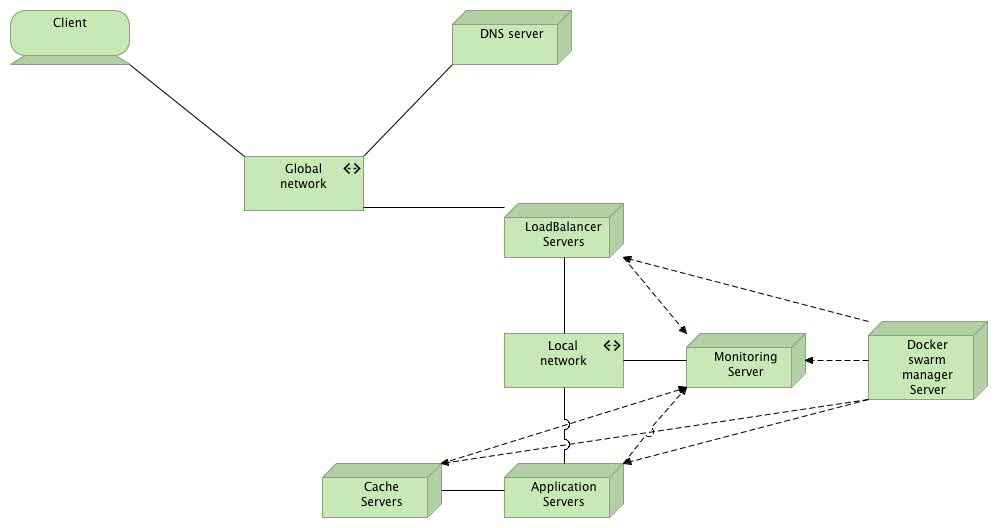 Client
DNS server
Global
network
LoadBalancer
Servers
Local
network
Monitoring
Server
Docker
swarm
manager
Server
Cache
Servers
Application
Servers